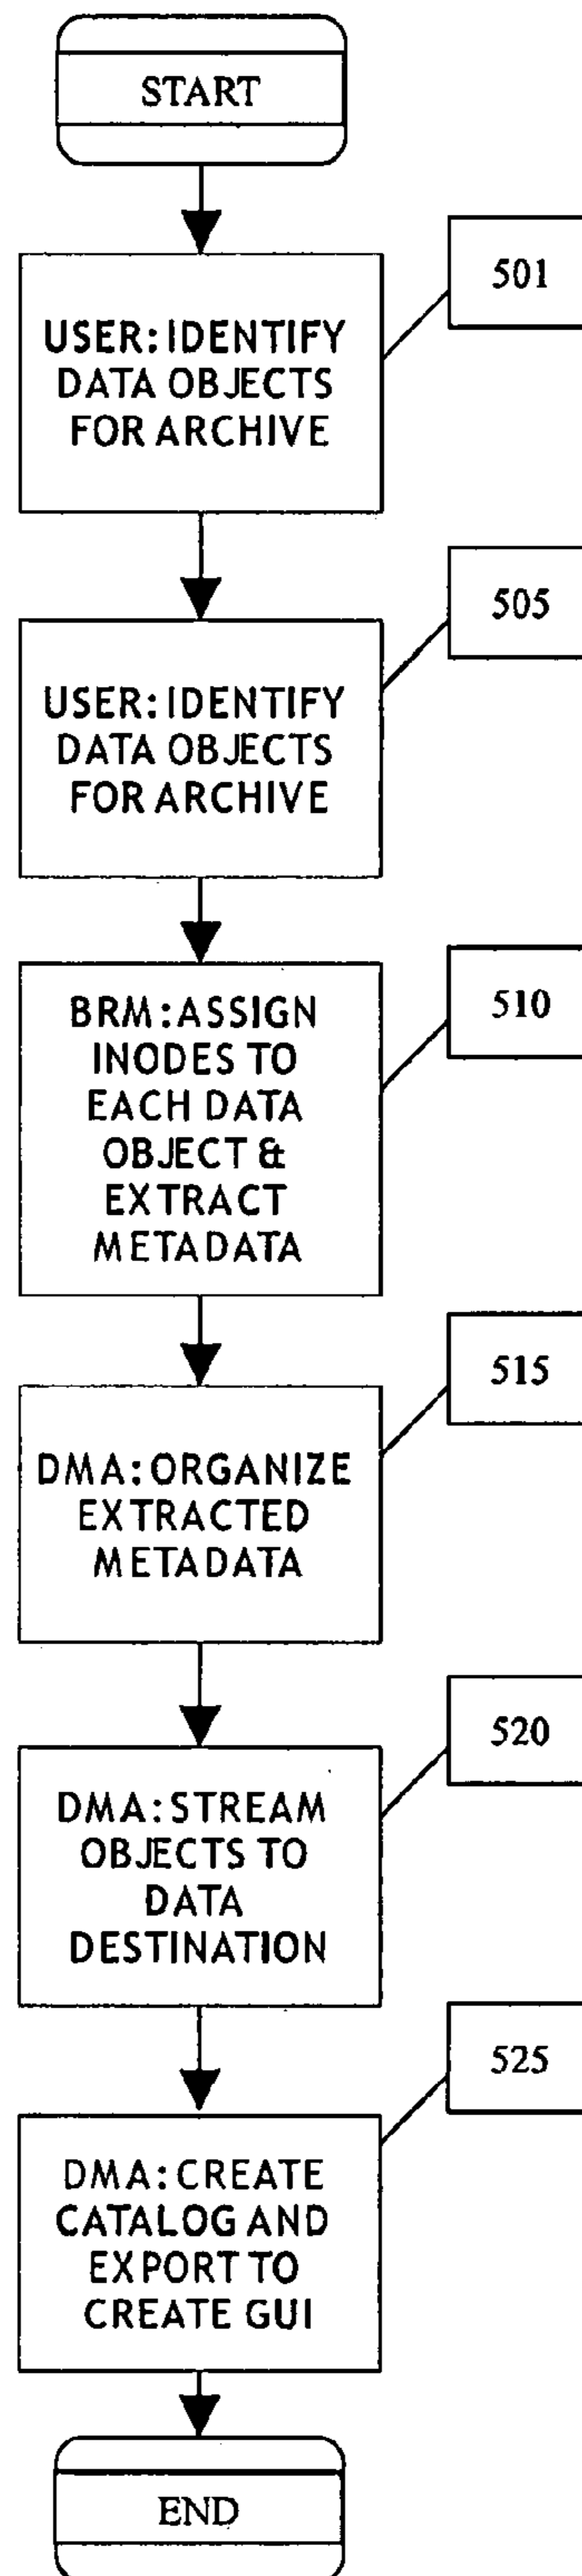 START
501
USER: IDENTIFY
DATA OBJECTS
FOR ARCHIVE
505
USER: IDENTIFY
DATA OBJECTS
FOR ARCHIVE
510
BRM: ASSIGN
INODES TO
EACH DATA
OBJECT &
EXTRACT
METADATA
515
DMA: ORGANIZE
EXTRACTED
METADATA
520
DMA: STREAM
OBJECTS TO
DATA
DESTINATION
525
DMA: CREATE
CATALOG AND
EXPORT TO
CREATE GUI
END